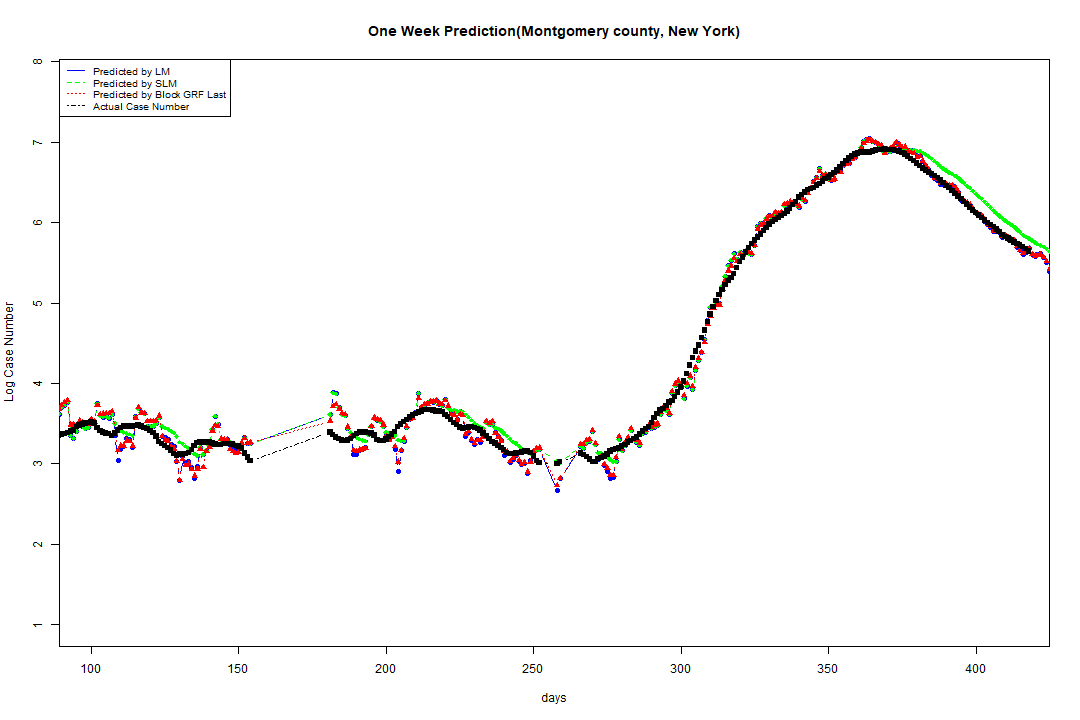 One Week Prediction(Montgomery county, New York)
Predicted by LM
Predicted by SLM
Predicted by Block GRF Last
Actual Case Number
8
7
6
5
4
3
2
1
Log Case Number
100 150 200 250 300 350 400
days